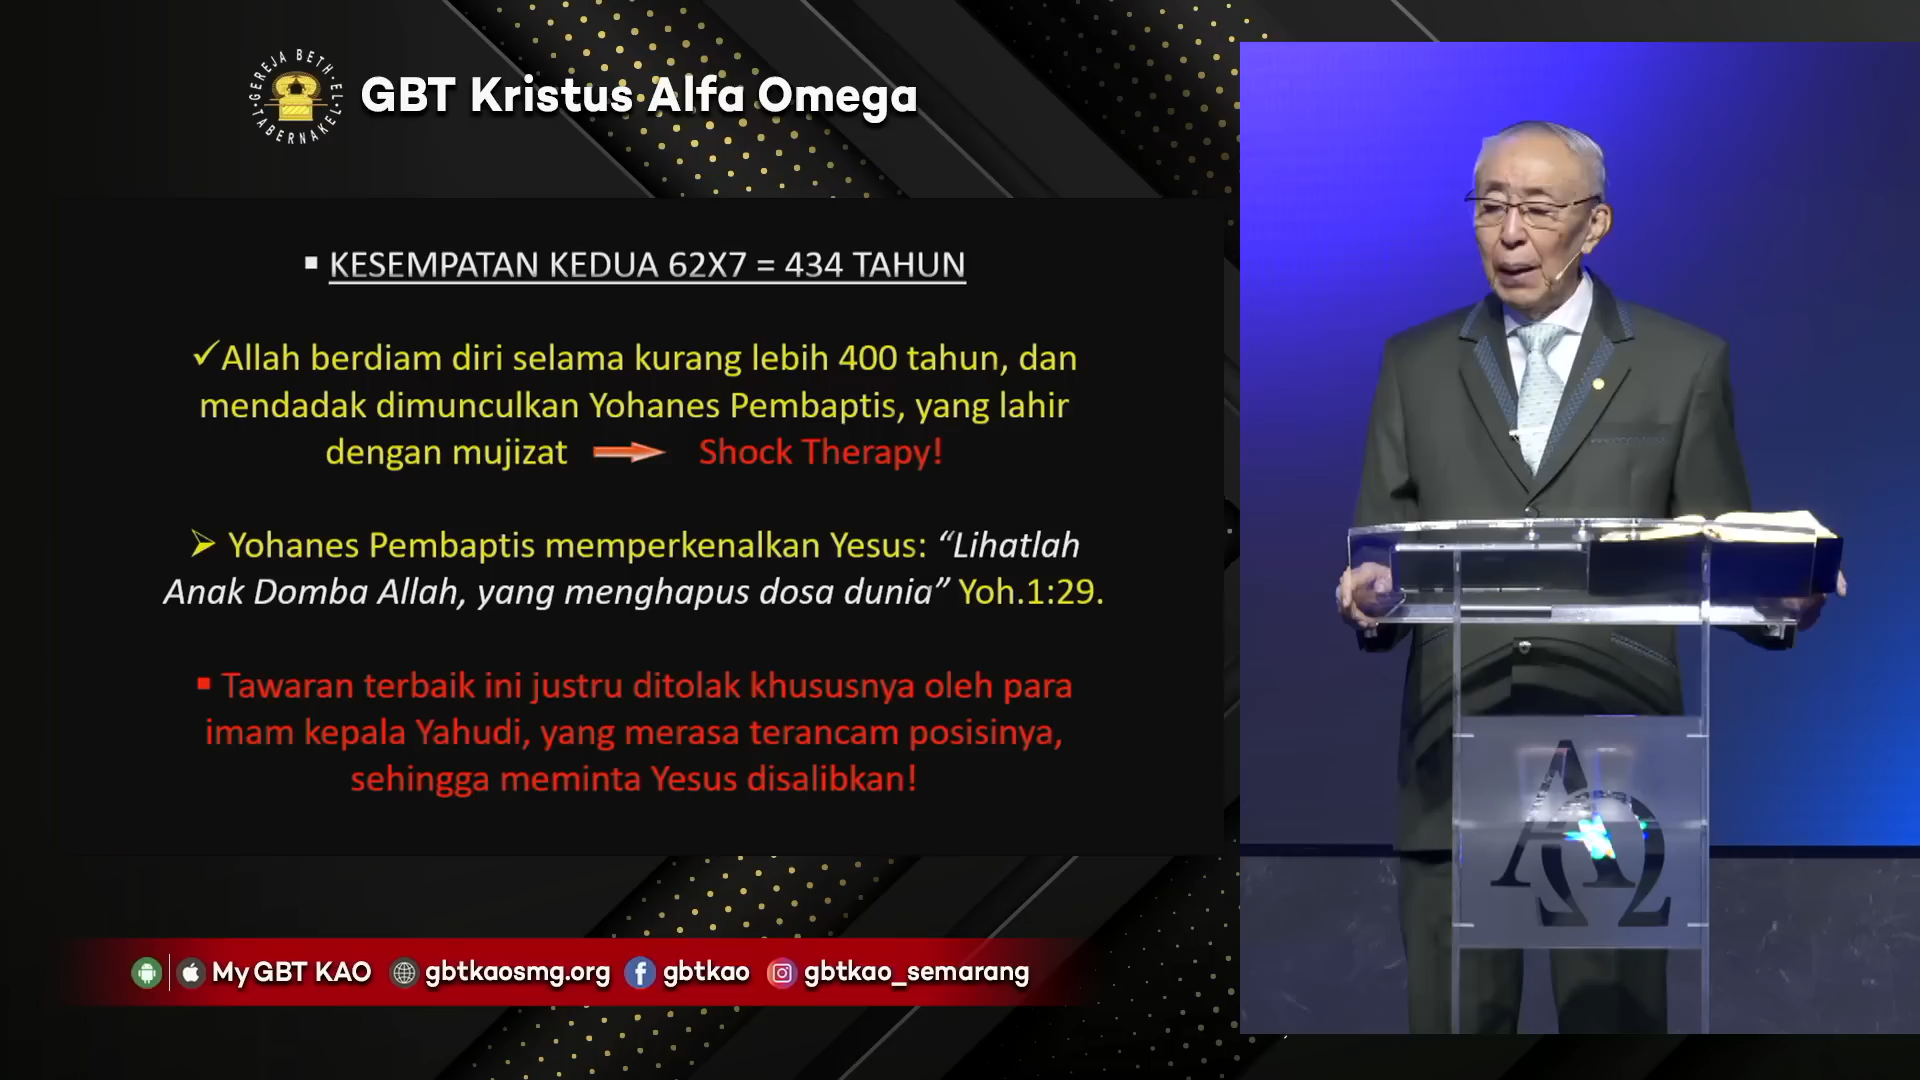 GEREJA BETH-EL TABERNAKEL
GBT Kristus Alfa Omega
▪ KESEMPATAN KEDUA 62X7 = 434 TAHUN
✓Allah berdiam diri selama kurang lebih 400 tahun, dan
mendadak dimunculkan Yohanes Pembaptis, yang lahir
dengan mujizat → Shock Therapy!
➢ Yohanes Pembaptis memperkenalkan Yesus: “Lihatlah
Anak Domba Allah, yang menghapus dosa dunia” Yoh.1:29.
▪ Tawaran terbaik ini justru ditolak khususnya oleh para
imam kepala Yahudi, yang merasa terancam posisinya,
sehingga meminta Yesus disalibkan!
My GBT KAO gbtkaosmg.org gbtkao gbtkao_semarang
ΑΩ